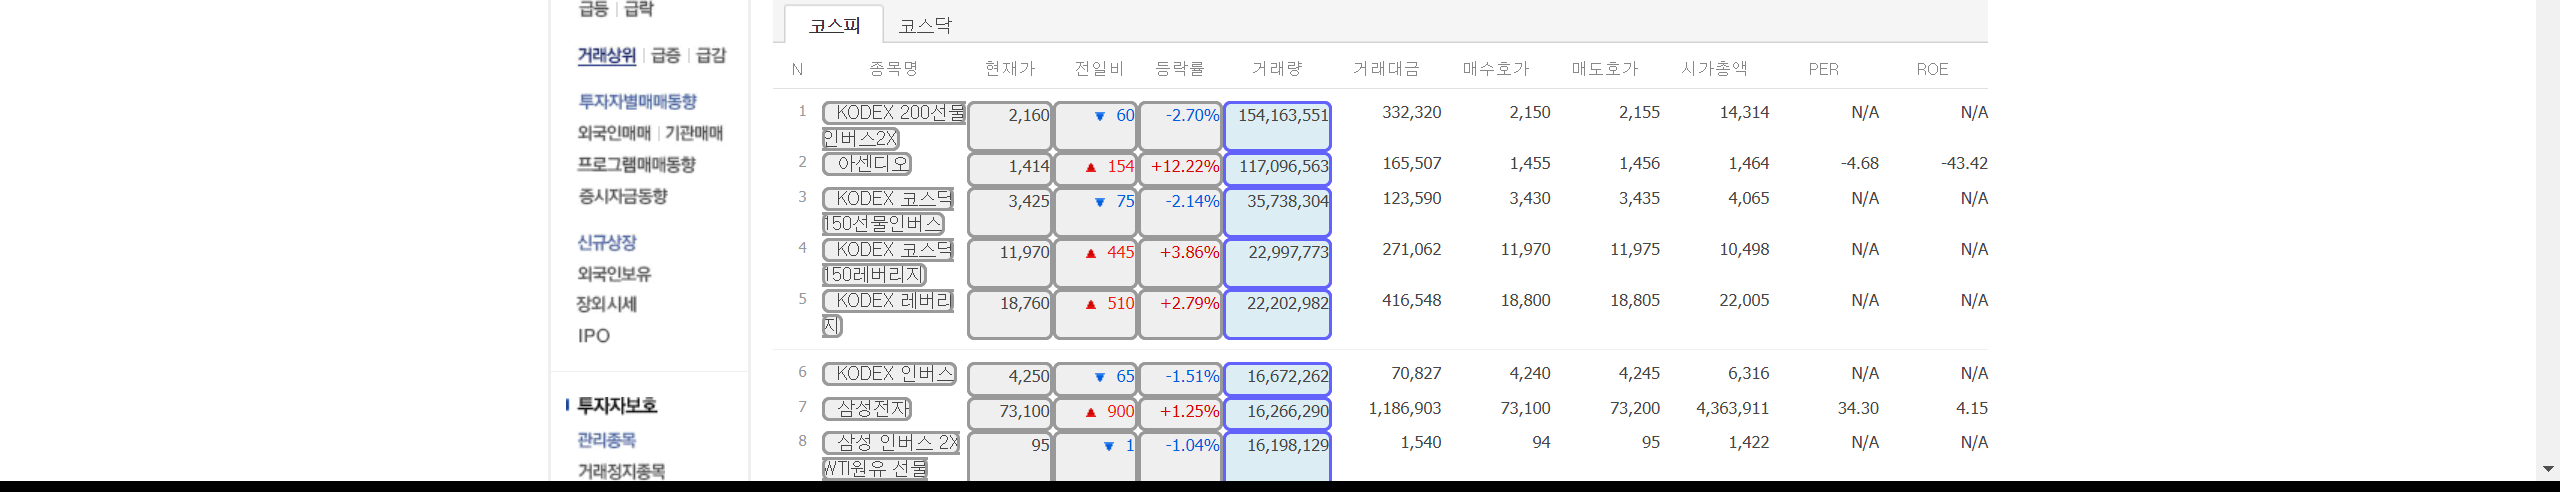 급등 | 급락
거래상위 | 급증 | 급감
투자자별매매동향
외국인매매 | 기관매매
프로그램매매동향
증시자금동향
신규상장
외국인보유
장외시세
IPO
투자자보호
관리종목
거래정지종목
코스피 코스닥
N 종목명 현재가 전일비 등락률 거래량 거래대금 매수호가 매도호가 시가총액 PER ROE
1 KODEX 200선물 2,160 ▼ 60 -2.70% 154,163,551 332,320 2,150 2,155 14,314 N/A N/A
인버스2X
2 아센디오 1,414 ▲ 154 +12.22% 117,096,563 165,507 1,455 1,456 1,464 -4.68 -43.42
3 KODEX 코스닥 3,425 ▼ 75 -2.14% 35,738,304 123,590 3,430 3,435 4,065 N/A N/A
150선물인버스
4 KODEX 코스닥 11,970 ▲ 445 +3.86% 22,997,773 271,062 11,970 11,975 10,498 N/A N/A
150레버리지
5 KODEX 레버리 18,760 ▲ 510 +2.79% 22,202,982 416,548 18,800 18,805 22,005 N/A N/A
지
6 KODEX 인버스 4,250 ▼ 65 -1.51% 16,672,262 70,827 4,240 4,245 6,316 N/A N/A
7 삼성전자 73,100 ▲ 900 +1.25% 16,266,290 1,186,903 73,100 73,200 4,363,911 34.30 4.15
8 삼성 인버스 2X 95 ▼ 1 -1.04% 16,198,129 1,540 94 95 1,422 N/A N/A
WTI원유 선물